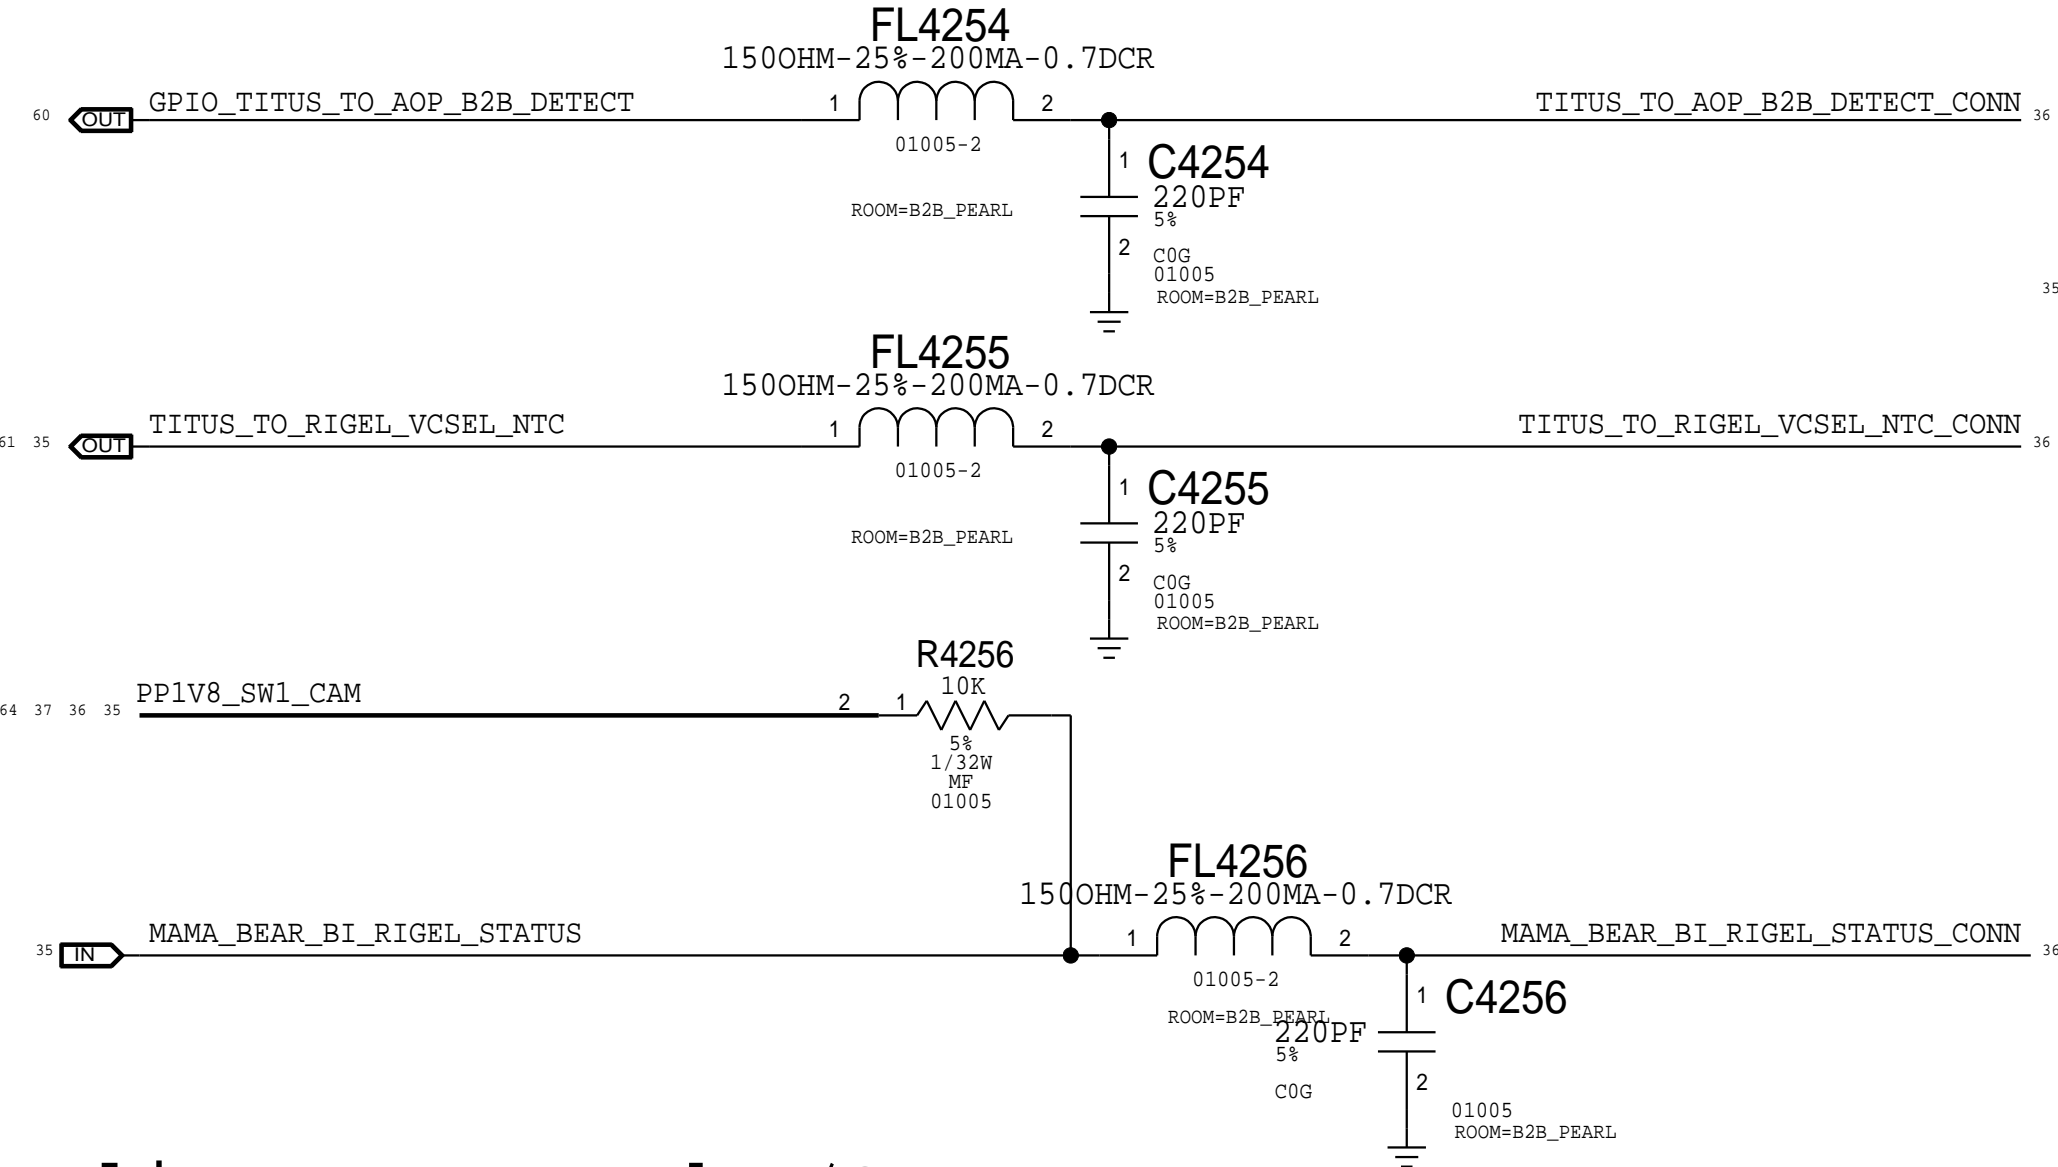 FL4254
150OHM-25%-200MA-0.7DCR
60 OUT GPIO_TITUS_TO_AOP_B2B_DETECT 1 2 TITUS_TO_AOP_B2B_DETECT_CONN 36
01005-2
1 C4254
220PF
ROOM=B2B_PEARL
5%
2
C0G
01005
ROOM=B2B_PEARL
35
FL4255
150OHM-25%-200MA-0.7DCR
61 35 OUT TITUS_TO_RIGEL_VCSEL_NTC 1 2 TITUS_TO_RIGEL_VCSEL_NTC_CONN 36
01005-2
1 C4255
220PF
ROOM=B2B_PEARL
5%
2
C0G
01005
ROOM=B2B_PEARL
R4256
10K
64 37 36 35 PP1V8_SW1_CAM 2 1
5%
1/32W
MF
01005
FL4256
150OHM-25%-200MA-0.7DCR
35 IN MAMA_BEAR_BI_RIGEL_STATUS 1 2 MAMA_BEAR_BI_RIGEL_STATUS_CONN 36
01005-2
1 C4256
ROOM=B2B_PEARL
220PF
5%
2
C0G
01005
ROOM=B2B_PEARL